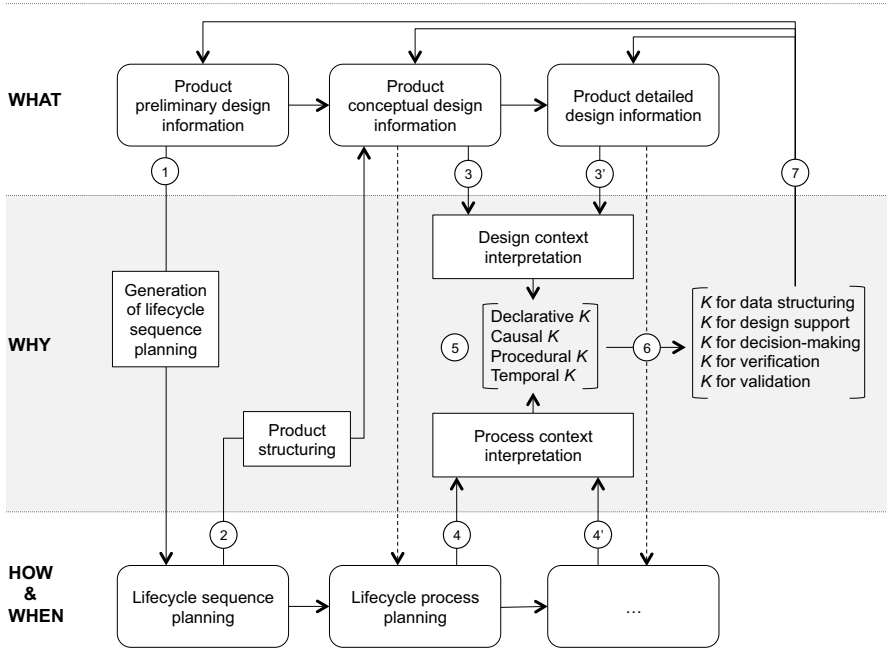 WHAT
Product
preliminary design
information
Product
conceptual design
information
Product detailed
design information
1
3
3’
7
WHY
Generation
of lifecycle
sequence
planning
Design context
interpretation
5
Declarative K
Causal K
Procedural K
Temporal K
6
K for data structuring
K for design support
K for decision-making
K for verification
K for validation
Product
structuring
Process context
interpretation
2
4
4’
HOW
&
WHEN
Lifecycle sequence
planning
Lifecycle process
planning
…